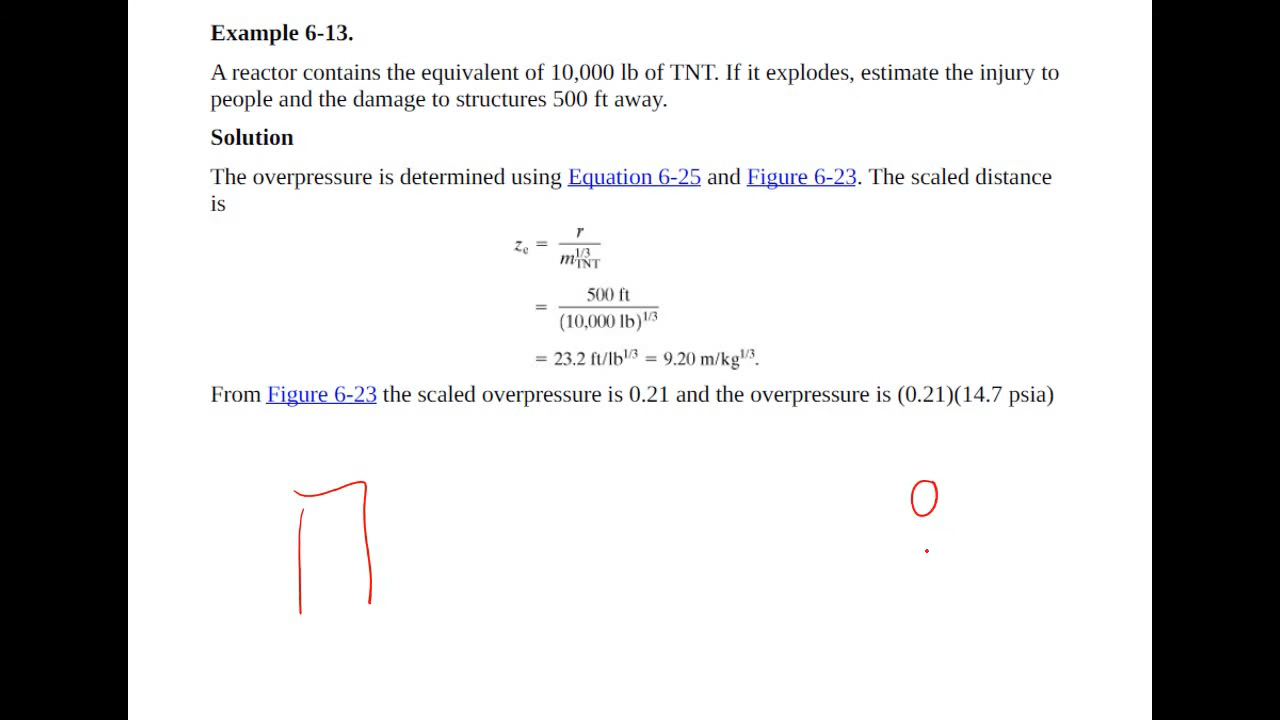 Example 6-13.
A reactor contains the equivalent of 10,000 lb of TNT. If it explodes, estimate the injury to
people and the damage to structures 500 ft away.
Solution
The overpressure is determined using Equation 6-25 and Figure 6-23. The scaled distance
is
zₑ = r / m_TNT^1/3
= 500 ft / (10,000 lb)^1/3
= 23.2 ft/lb^1/3 = 9.20 m/kg^1/3.
From Figure 6-23 the scaled overpressure is 0.21 and the overpressure is (0.21)(14.7 psia)